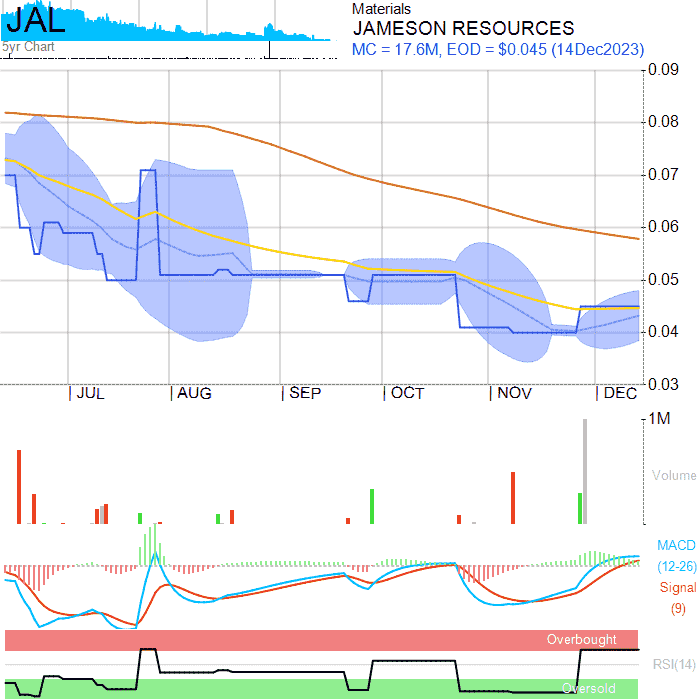 JAL
5yr Chart
Materials
JAMESON RESOURCES
MC = 17.6M, EOD = $0.045 (14Dec2023)
0.09
0.08
0.07
0.06
0.05
0.04
0.03
JUL AUG SEP OCT NOV DEC
1M
Volume
MACD
(12-26)
Signal
(9)
Overbought
RSI(14)
Oversold